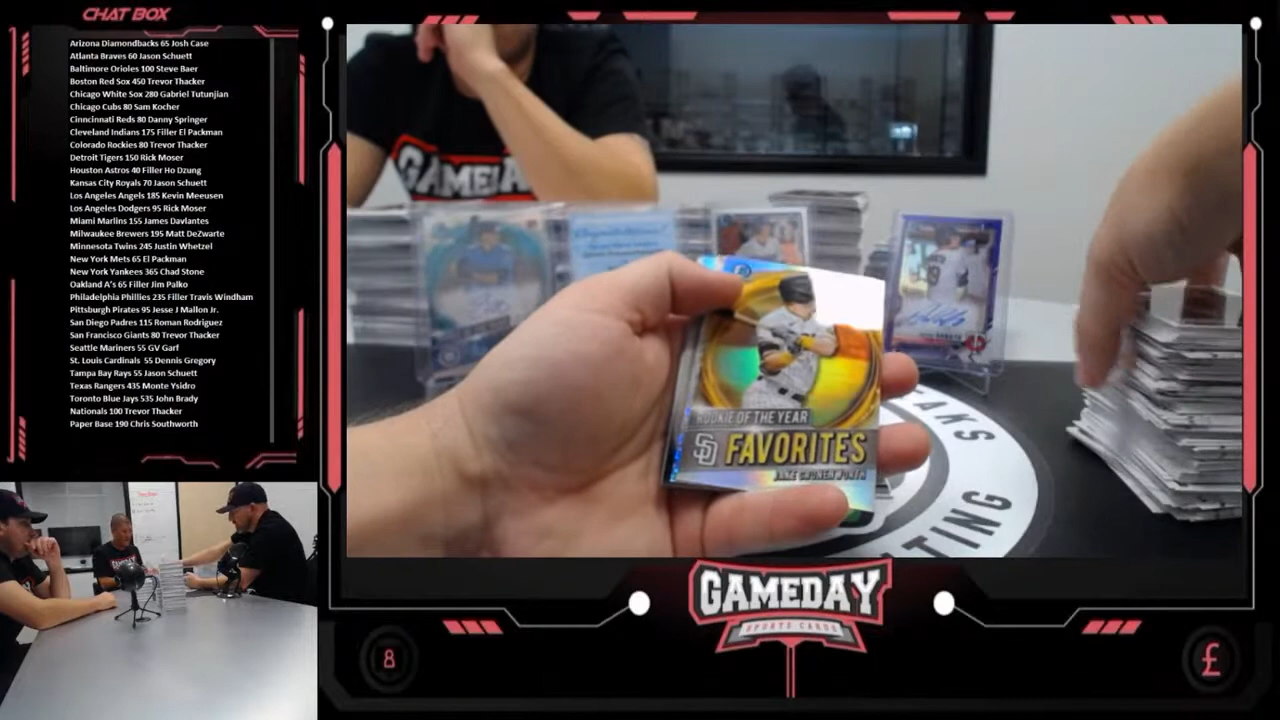 CHAT BOX
Arizona Diamondbacks 65 Josh Case
Atlanta Braves 60 Jason Schuett
Baltimore Orioles 100 Steve Baer
Boston Red Sox 450 Trevor Thacker
Chicago White Sox 280 Gabriel Tutunjian
Chicago Cubs 80 Sam Kocher
Cinncinnati Reds 80 Danny Springer
Cleveland Indians 175 Filler El Packman
Colorado Rockies 80 Trevor Thacker
Detroit Tigers 150 Rick Moser
Houston Astros 40 Filler Ho Dzung
Kansas City Royals 70 Jason Schuett
Los Angeles Angels 185 Kevin Meeusen
Los Angeles Dodgers 95 Rick Moser
Miami Marlins 155 James Davlantes
Milwaukee Brewers 195 Matt DeZwarte
Minnesota Twins 245 Justin Whetzel
New York Mets 65 El Packman
New York Yankees 365 Chad Stone
Oakland A's 65 Filler Jim Palko
Philadelphia Phillies 235 Filler Travis Windham
Pittsburgh Pirates 95 Jesse J Mallon Jr.
San Diego Padres 115 Roman Rodriguez
San Francisco Giants 80 Trevor Thacker
Seattle Mariners 55 GV Garf
St. Louis Cardinals 55 Dennis Gregory
Tampa Bay Rays 55 Jason Schuett
Texas Rangers 435 Monte Ysidro
Toronto Blue Jays 535 John Brady
Nationals 100 Trevor Thacker
Paper Base 190 Chris Southworth
ROOKIE OF THE YEAR
SD FAVORITES
JAKE CRONENWORTH
GAMEDAY
SPORTS CARDS
8
£